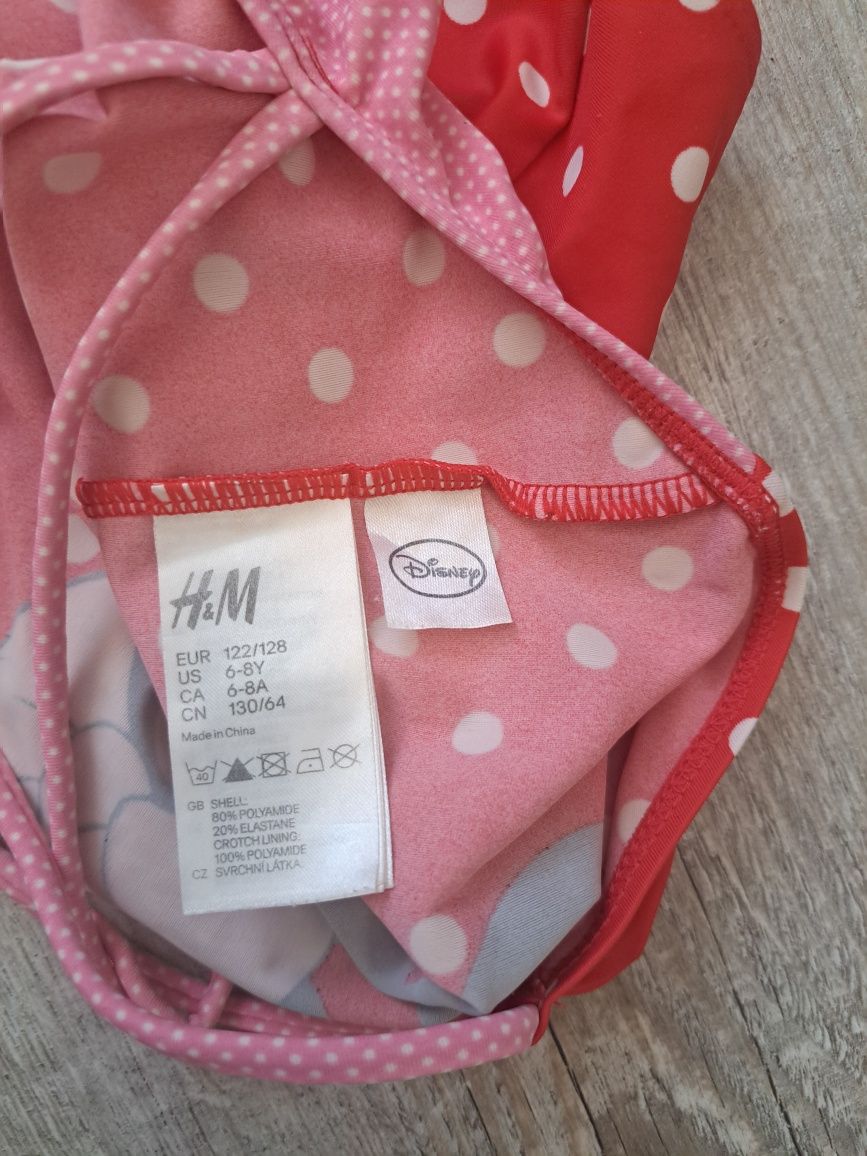 H&M
EUR 122/128
US 6-8Y
CA 6-8A
CN 130/64
Made in China
40
GB SHELL:
80% POLYAMIDE
20% ELASTANE
CROTCH LINING:
100% POLYAMIDE
CZ SVRCHNÍ LÁTKA
Disney